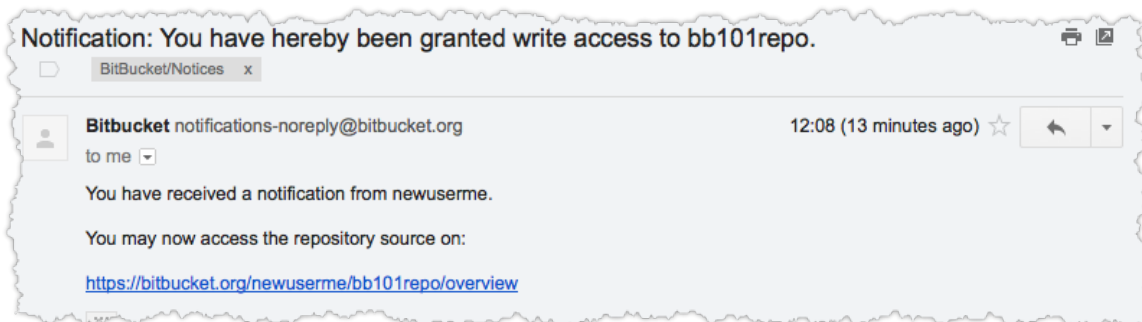 Notification: You have hereby been granted write access to bb101repo.
BitBucket/Notices x
Bitbucket notifications-noreply@bitbucket.org 12:08 (13 minutes ago)
to me
You have received a notification from newuserme.
You may now access the repository source on:
https://bitbucket.org/newuserme/bb101repo/overview